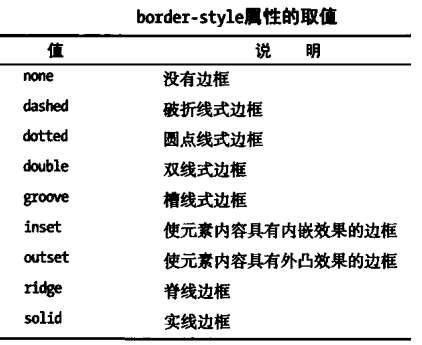 border-style属性的取值
值 说 明
none 没有边框
dashed 破折线式边框
dotted 圆点线式边框
double 双线式边框
groove 槽线式边框
inset 使元素内容具有内嵌效果的边框
outset 使元素内容具有外凸效果的边框
ridge 脊线边框
solid 实线边框